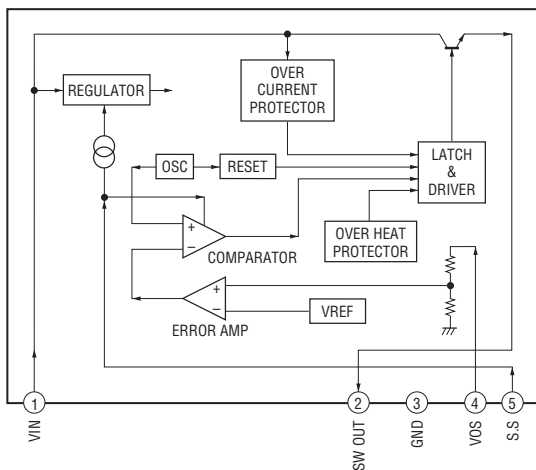 OVER
CURRENT
PROTECTOR
REGULATOR
OSC
RESET
LATCH
&
DRIVER
+
–
COMPARATOR
OVER HEAT
PROTECTOR
+
–
ERROR AMP
VREF
1
2
3
4
5
VIN
SW OUT
GND
VOS
S.S